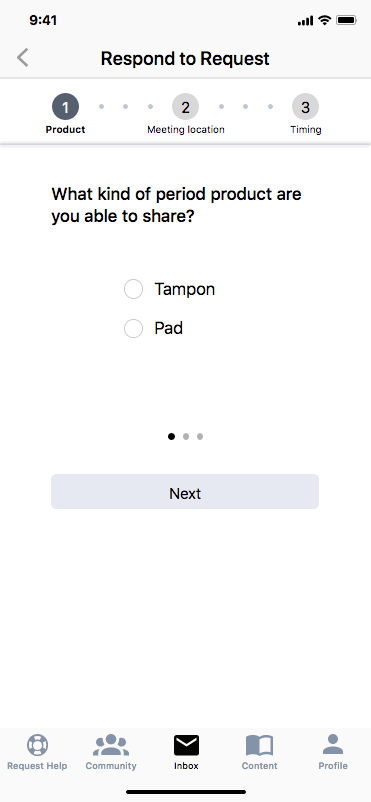 9:41
Respond to Request
1
2
3
Product
Meeting location
Timing
What kind of period product are
you able to share?
Tampon
Pad
Next
Request Help
Community
Inbox
Content
Profile